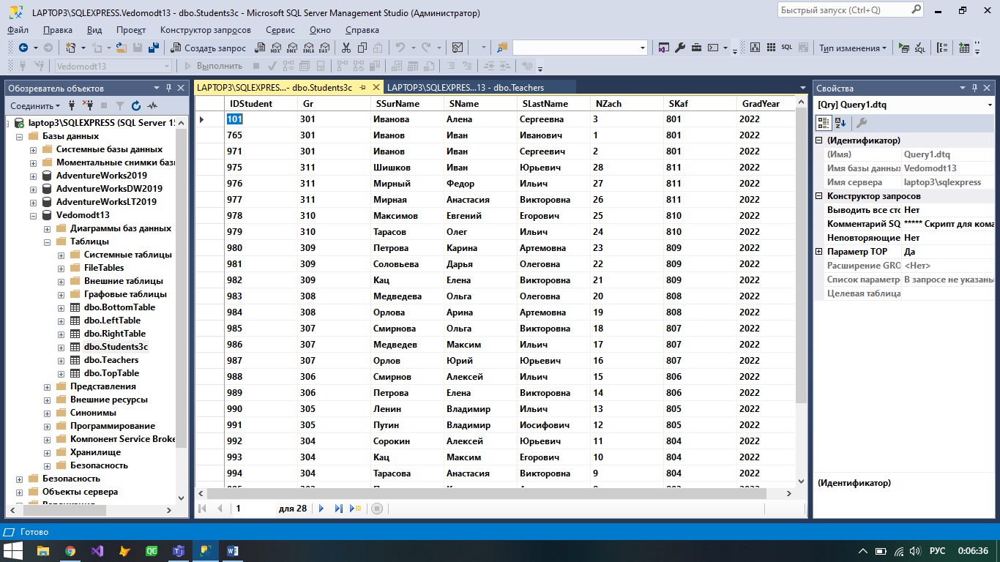 LAPTOP3\SQLEXPRESS.Vedomodt13 - dbo.Students3c - Microsoft SQL Server Management Studio (Администратор)
Быстрый запуск (Ctrl+Q)
Файл Правка Вид Проект Конструктор запросов Сервис Окно Справка
Создать запрос MDX DMX XMLA DAX SQL Тип изменения SQL
Vedomodt13 Выполнить
Обозреватель объектов
Соединить
laptop3\SQLEXPRESS (SQL Server 1
Базы данных
Системные базы данных
Моментальные снимки баз
AdventureWorks2019
AdventureWorksDW2019
AdventureWorksLT2019
Vedomodt13
Диаграммы баз данных
Таблицы
Системные таблицы
FileTables
Внешние таблицы
Графовые таблицы
dbo.BottomTable
dbo.LeftTable
dbo.RightTable
dbo.Students3c
dbo.Teachers
dbo.TopTable
Представления
Внешние ресурсы
Синонимы
Программирование
Компонент Service Broke
Хранилище
Безопасность
Безопасность
Объекты сервера
LAPTOP3\SQLEXPRES...- dbo.Students3c LAPTOP3\SQLEXPRESS...13 - dbo.Teachers
IDStudent Gr SSurName SName SLastName NZach SKaf GradYear
101 301 Иванова Алена Сергеевна 3 801 2022
765 301 Иванов Иван Иванович 1 801 2022
971 301 Иванов Иван Сергеевич 2 801 2022
975 311 Шишков Иван Юрьевич 28 811 2022
976 311 Мирный Федор Ильич 27 811 2022
977 311 Мирная Анастасия Викторовна 26 811 2022
978 310 Максимов Евгений Егорович 25 810 2022
979 310 Тарасов Олег Ильич 24 810 2022
980 309 Петрова Карина Артемовна 23 809 2022
981 309 Соловьева Дарья Олеговна 22 809 2022
982 309 Кац Елена Викторовна 21 809 2022
983 308 Медведева Ольга Олеговна 20 808 2022
984 308 Орлова Арина Артемовна 19 808 2022
985 307 Смирнова Ольга Викторовна 18 807 2022
986 307 Медведев Максим Ильич 17 807 2022
987 307 Орлов Юрий Юрьевич 16 807 2022
988 306 Смирнов Алексей Ильич 15 806 2022
989 306 Петрова Елена Викторовна 14 806 2022
990 305 Ленин Владимир Ильич 13 805 2022
991 305 Путин Владимир Иосифович 12 805 2022
992 304 Сорокин Алексей Юрьевич 11 804 2022
993 304 Кац Максим Егорович 10 804 2022
994 304 Тарасова Анастасия Викторовна 9 804 2022
1 для 28
Свойства
[Qry] Query1.dtq
(Идентификатор)
(Имя) Query1.dtq
Имя базы данны Vedomodt13
Имя сервера laptop3\sqlexpress
Конструктор запросов
Выводить все сто Нет
Комментарий SQ ***** Скрипт для кома
Неповторяющие Нет
Параметр TOP Да
Расширение GRO <Нет>
Список параметр В запросе не указаны
Целевая таблица
(Идентификатор)
Готово
QC РУС 0:06:36